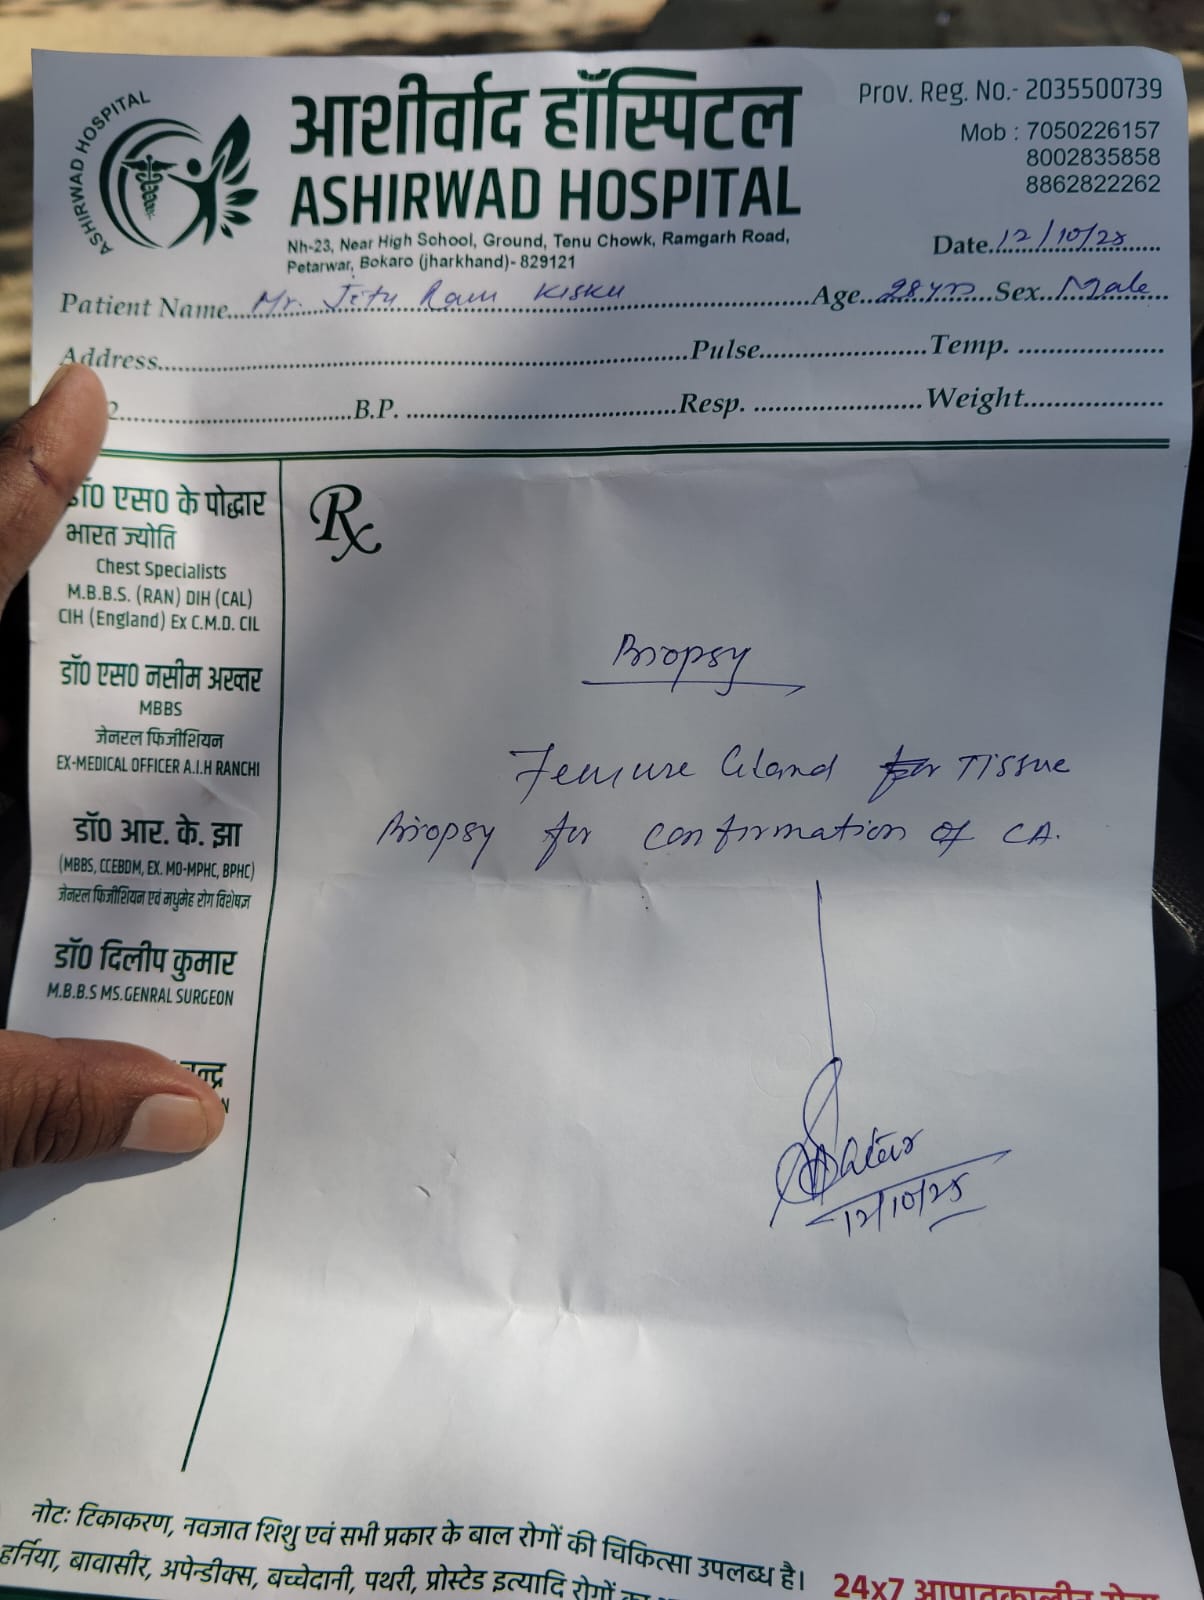 ASHIRWAD HOSPITAL
आशीर्वाद हॉस्पिटल
ASHIRWAD HOSPITAL
Nh-23, Near High School, Ground, Tenu Chowk, Ramgarh Road,
Petarwar, Bokaro (jharkhand)- 829121
Prov. Reg. No.- 2035500739
Mob : 7050226157
8002835858
8862822262
Date. 12/10/25
Patient Name. Mr. Jitu Ram Kisku Age. 28 yrs Sex. Male
Address. Pulse. Temp.
B.P. Resp. Weight.
डॉ0 एस0 के पोद्धार
भारत ज्योति
Chest Specialists
M.B.B.S. (RAN) DIH (CAL)
CIH (England) Ex C.M.D. CIL
डॉ0 एस0 नसीम अख्तर
MBBS
जेनरल फिजीशियन
EX-MEDICAL OFFICER A.I.H RANCHI
डॉ0 आर. के. झा
(MBBS, CCEBDM, EX. MO-MPHC, BPHC)
जेनरल फिजीशियन एवं मधुमेह रोग विशेषज्ञ
डॉ0 दिलीप कुमार
M.B.B.S MS.GENRAL SURGEON
Rx
Biopsy
Femure Gland for Tissue
Biopsy for confirmation of CA.
12/10/25
नोट: टिकाकरण, नवजात शिशु एवं सभी प्रकार के बाल रोगों की चिकित्सा उपलब्ध है।
हर्निया, बावासीर, अपेन्डीक्स, बच्चेदानी, पथरी, प्रोस्टेड इत्यादि रोगों
24x7 आपातकालीन